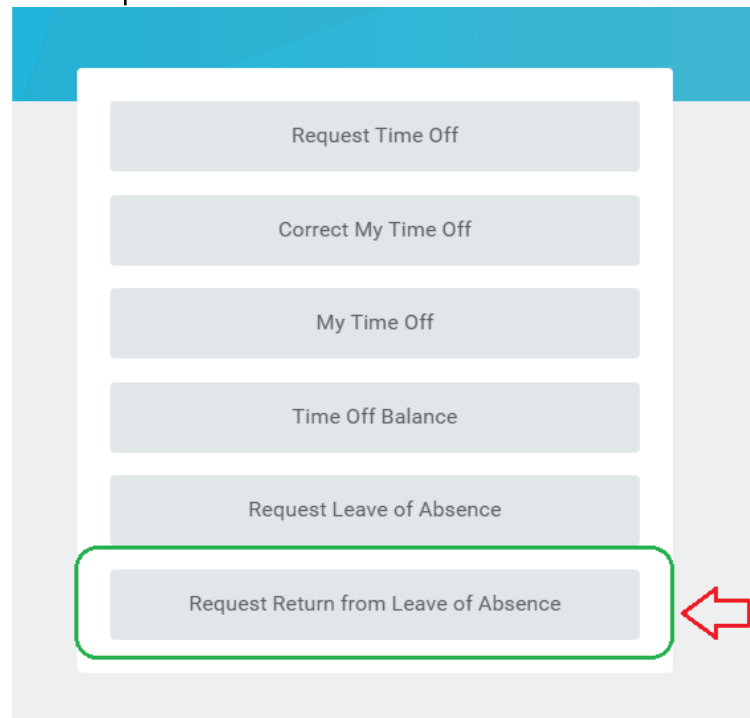 Request Time Off
Correct My Time Off
My Time Off
Time Off Balance
Request Leave of Absence
Request Return from Leave of Absence